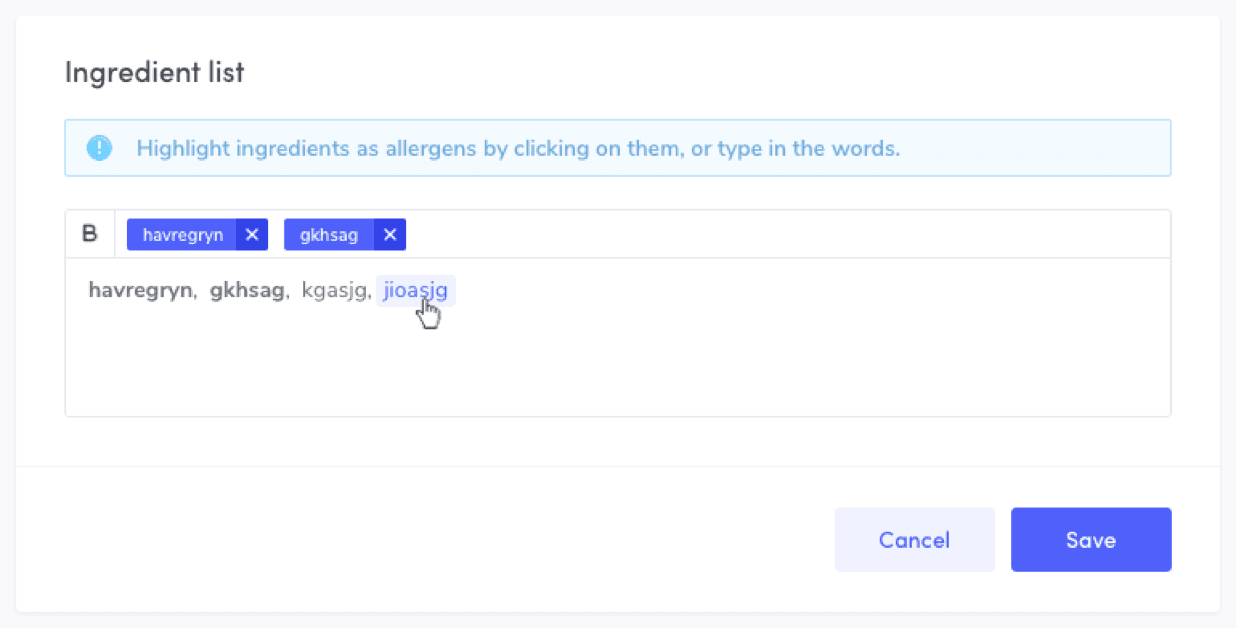 Ingredient list
Highlight ingredients as allergens by clicking on them, or type in the words.
B havregryn gkhsag
havregryn, gkhsag, kgasjg, jioasjg
Cancel Save